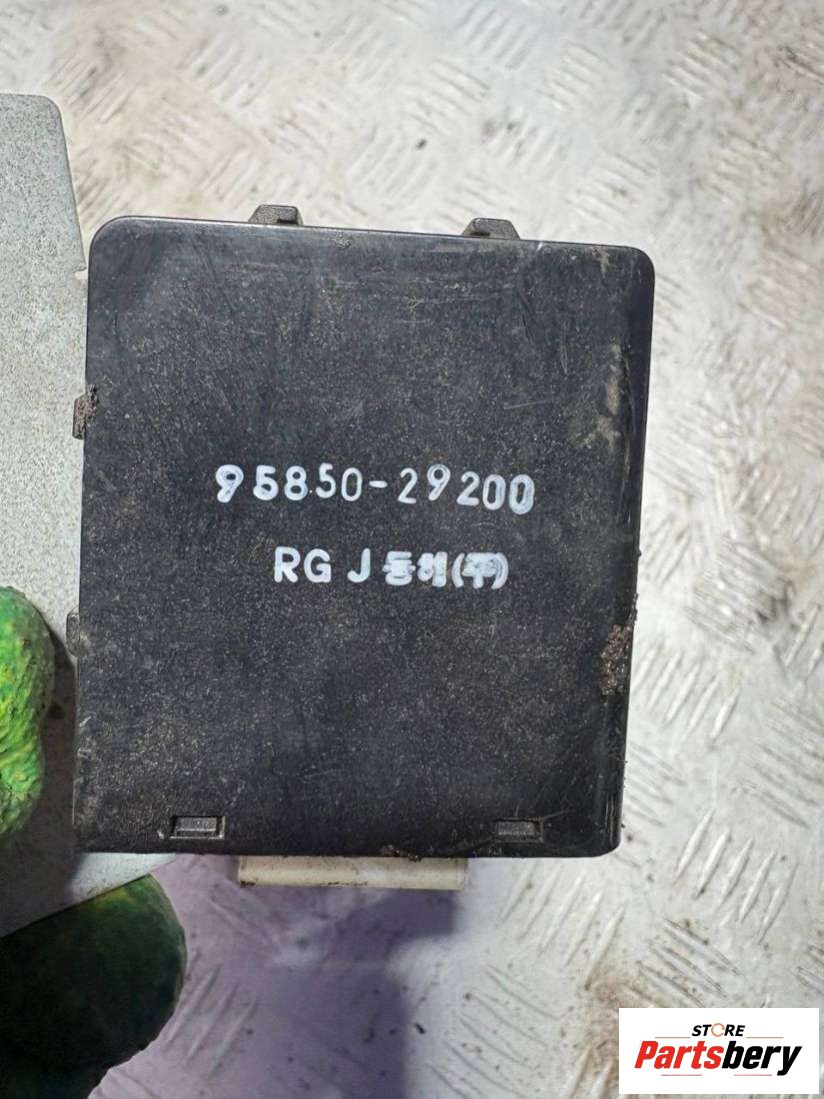 95850-29200
RG J 동해(주)
STORE
Partsbery